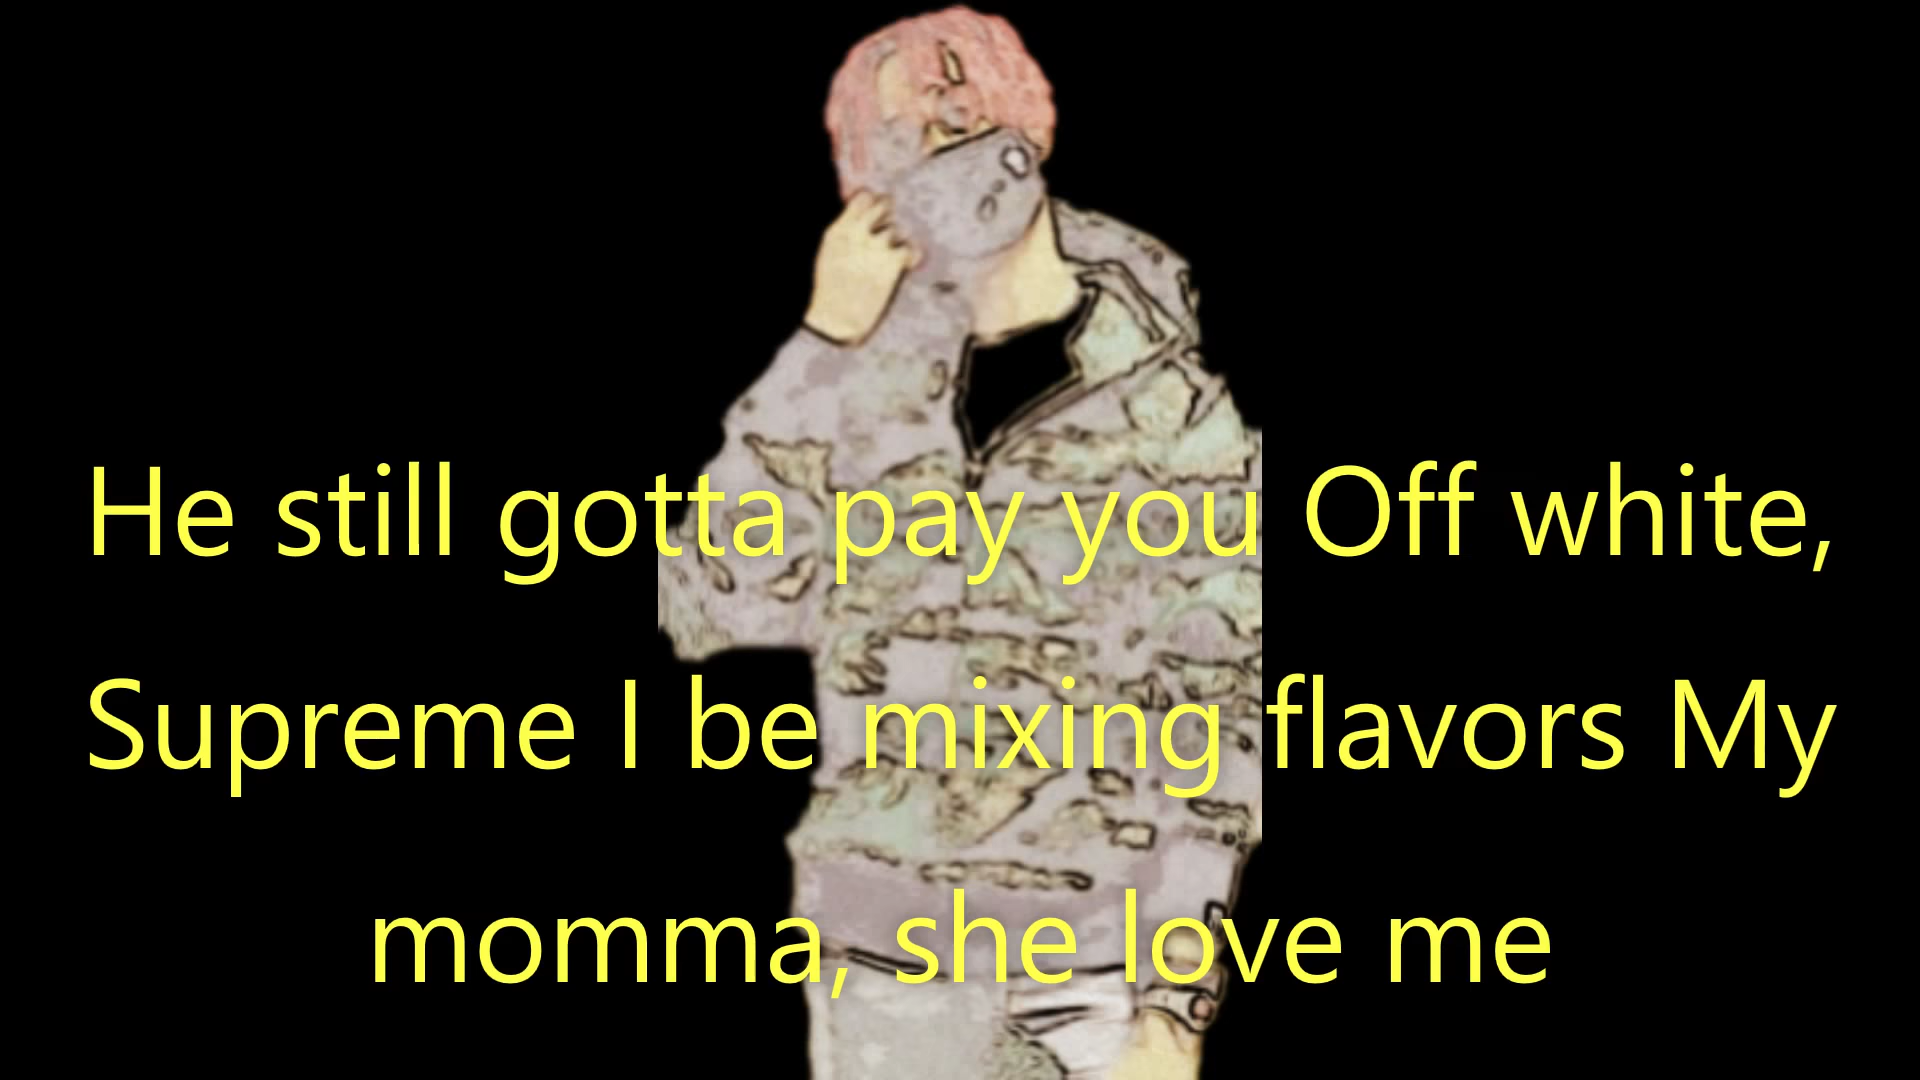 He still gotta pay you Off white,
Supreme I be mixing flavors My
momma, she love me